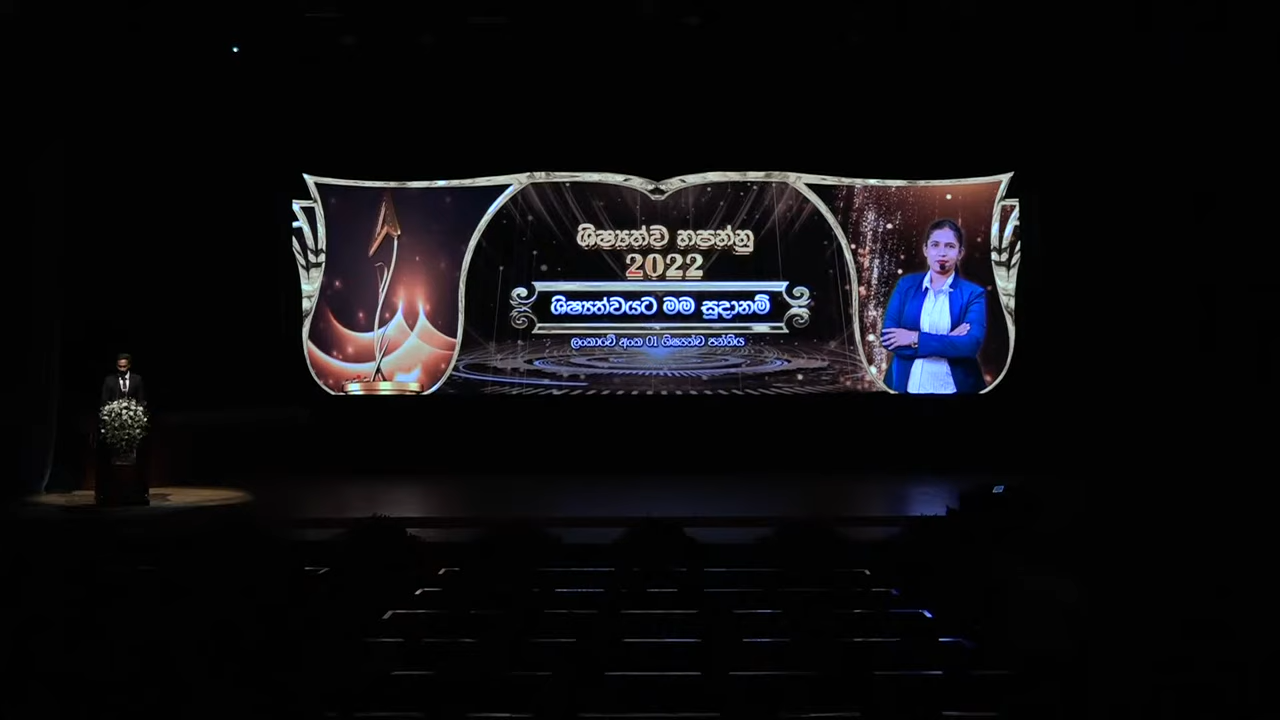 ශිෂ්‍යත්ව හපන්නු
2022
ශිෂ්‍යත්වයට මම සූදානම්
ලංකාවේ අංක 01 ශිෂ්‍යත්ව පන්තිය